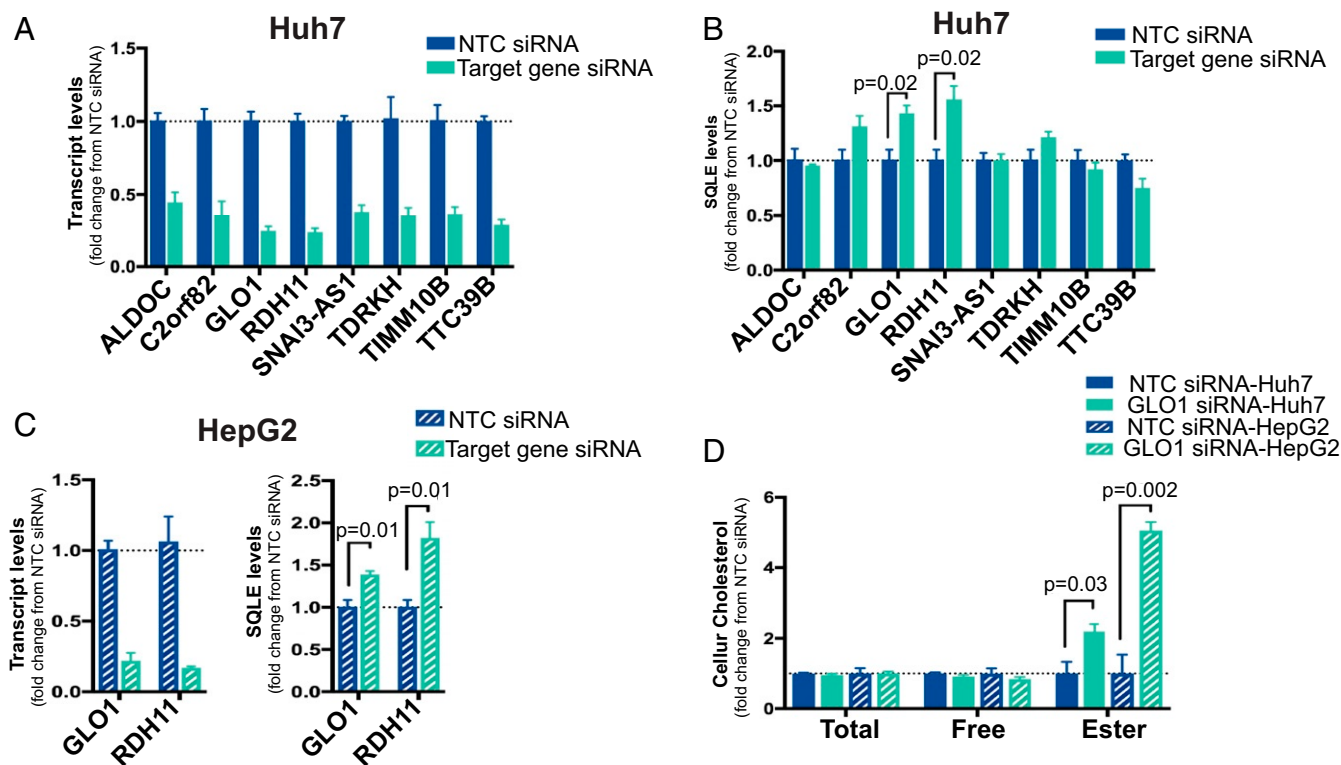 A
Huh7
NTC siRNA
Target gene siRNA
Transcript levels
(fold change from NTC siRNA)
1.5
1.0
0.5
0.0
ALDOC
C2orf82
GLO1
RDH11
SNAI3-AS1
TDRKH
TIMM10B
TTC39B
B
Huh7
NTC siRNA
Target gene siRNA
SQLE levels
(fold change from NTC siRNA)
2.0
1.5
1.0
0.5
0.0
p=0.02
p=0.02
ALDOC
C2orf82
GLO1
RDH11
SNAI3-AS1
TDRKH
TIMM10B
TTC39B
C
HepG2
NTC siRNA
Target gene siRNA
Transcript levels
(fold change from NTC siRNA)
1.5
1.0
0.5
0.0
GLO1
RDH11
SQLE levels
(fold change from NTC siRNA)
2.5
2.0
1.5
1.0
0.5
0.0
p=0.01
p=0.01
GLO1
RDH11
D
NTC siRNA-Huh7
GLO1 siRNA-Huh7
NTC siRNA-HepG2
GLO1 siRNA-HepG2
Cellur Cholesterol
(fold change from NTC siRNA)
6
4
2
0
p=0.03
p=0.002
Total
Free
Ester